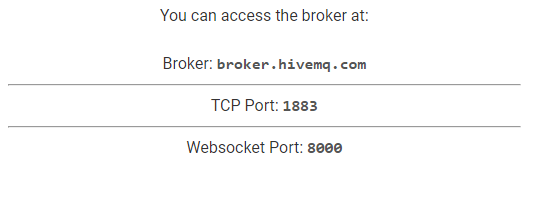 You can access the broker at:
Broker: broker.hivemq.com
TCP Port: 1883
Websocket Port: 8000